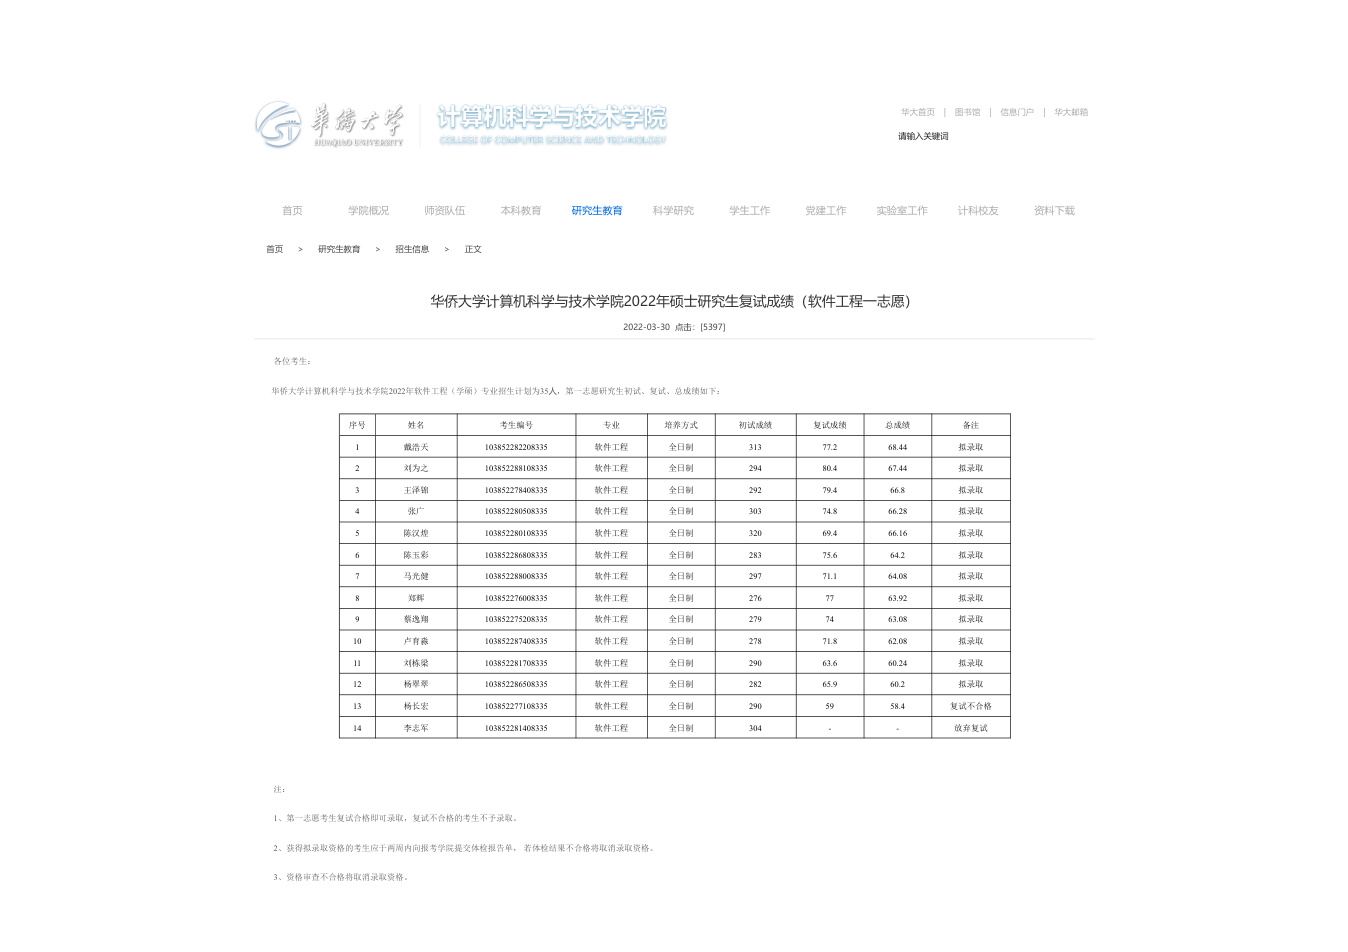 華僑大学
HUAQIAO UNIVERSITY
计算机科学与技术学院
COLLEGE OF COMPUTER SCIENCE AND TECHNOLOGY
华大首页 | 图书馆 | 信息门户 | 华大邮箱
请输入关键词
首页 学院概况 师资队伍 本科教育 研究生教育 科学研究 学生工作 党建工作 实验室工作 计科校友 资料下载
首页 > 研究生教育 > 招生信息 > 正文
华侨大学计算机科学与技术学院2022年硕士研究生复试成绩（软件工程一志愿）
2022-03-30 点击：[5397]
各位考生：
华侨大学计算机科学与技术学院2022年软件工程（学硕）专业招生计划为35人，第一志愿研究生初试、复试、总成绩如下：
序号 姓名 考生编号 专业 培养方式 初试成绩 复试成绩 总成绩 备注
1 戴浩天 103852282208335 软件工程 全日制 313 77.2 68.44 拟录取
2 刘为之 103852288108335 软件工程 全日制 294 80.4 67.44 拟录取
3 王泽锦 103852278408335 软件工程 全日制 292 79.4 66.8 拟录取
4 张广 103852280508335 软件工程 全日制 303 74.8 66.28 拟录取
5 陈汉煌 103852280108335 软件工程 全日制 320 69.4 66.16 拟录取
6 陈玉彩 103852286808335 软件工程 全日制 283 75.6 64.2 拟录取
7 马光健 103852288008335 软件工程 全日制 297 71.1 64.08 拟录取
8 郑辉 103852276008335 软件工程 全日制 276 77 63.92 拟录取
9 蔡逸翔 103852275208335 软件工程 全日制 279 74 63.08 拟录取
10 卢育淼 103852287408335 软件工程 全日制 278 71.8 62.08 拟录取
11 刘栋梁 103852281708335 软件工程 全日制 290 63.6 60.24 拟录取
12 杨翠翠 103852286508335 软件工程 全日制 282 65.9 60.2 拟录取
13 杨长宏 103852277108335 软件工程 全日制 290 59 58.4 复试不合格
14 李志军 103852281408335 软件工程 全日制 304 - - 放弃复试
注：
1、第一志愿考生复试合格即可录取，复试不合格的考生不予录取。
2、获得拟录取资格的考生应于两周内向报考学院提交体检报告单， 若体检结果不合格将取消录取资格。
3、资格审查不合格将取消录取资格。